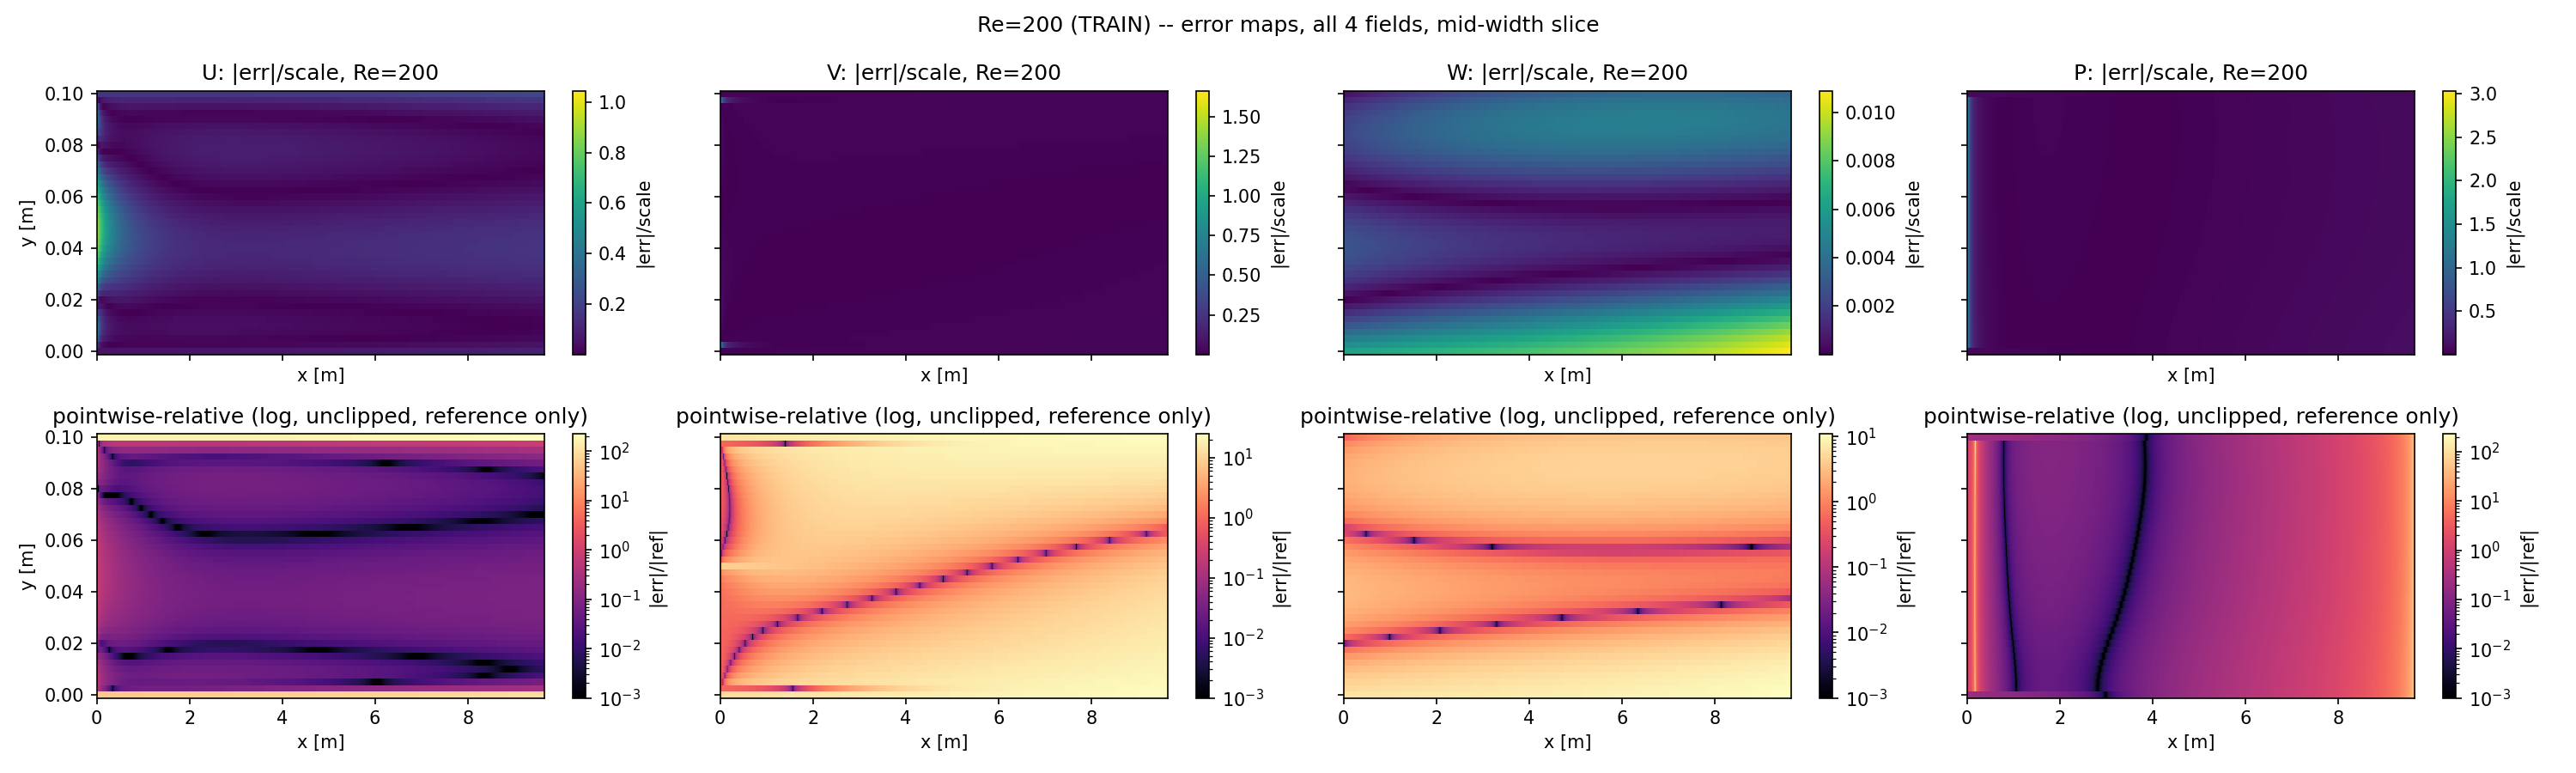 Re=200 (TRAIN) -- error maps, all 4 fields, mid-width slice
U: |err|/scale, Re=200
V: |err|/scale, Re=200
W: |err|/scale, Re=200
P: |err|/scale, Re=200
0.10
0.08
0.06
0.04
0.02
0.00
y [m]
x [m]
1.0
0.8
0.6
0.4
0.2
|err|/scale
x [m]
1.50
1.25
1.00
0.75
0.50
0.25
|err|/scale
x [m]
0.010
0.008
0.006
0.004
0.002
|err|/scale
x [m]
3.0
2.5
2.0
1.5
1.0
0.5
|err|/scale
pointwise-relative (log, unclipped, reference only)
pointwise-relative (log, unclipped, reference only)
pointwise-relative (log, unclipped, reference only)
pointwise-relative (log, unclipped, reference only)
0.10
0.08
0.06
0.04
0.02
0.00
y [m]
0 2 4 6 8
x [m]
10²
10¹
10⁰
10⁻¹
10⁻²
10⁻³
|err|/|ref|
0 2 4 6 8
x [m]
10¹
10⁰
10⁻¹
10⁻²
10⁻³
|err|/|ref|
0 2 4 6 8
x [m]
10¹
10⁰
10⁻¹
10⁻²
10⁻³
|err|/|ref|
0 2 4 6 8
x [m]
10²
10¹
10⁰
10⁻¹
10⁻²
10⁻³
|err|/|ref|